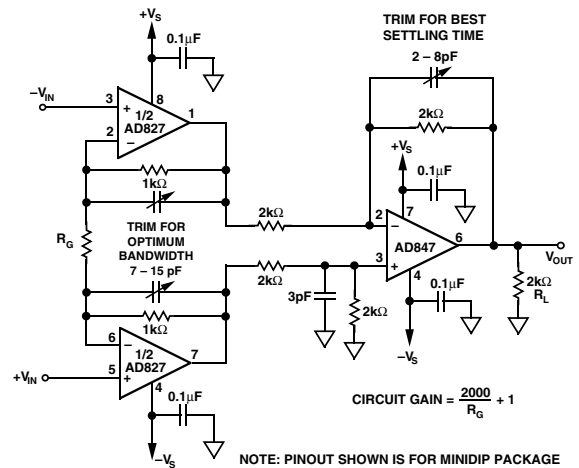 +VS
0.1µF
–VIN
3
+
8
1/2
AD827
1
2
–
1kΩ
RG
TRIM FOR
OPTIMUM
BANDWIDTH
7 – 15 pF
1kΩ
6
–
1/2
AD827
7
+VIN
5
+
4
0.1µF
–VS
TRIM FOR BEST
SETTLING TIME
2 – 8pF
2kΩ
+VS
0.1µF
2kΩ
2
–
7
AD847
6
3
+
4
2kΩ
3pF
2kΩ
0.1µF
–VS
VOUT
2kΩ
RL
CIRCUIT GAIN = 2000/RG + 1
NOTE: PINOUT SHOWN IS FOR MINIDIP PACKAGE